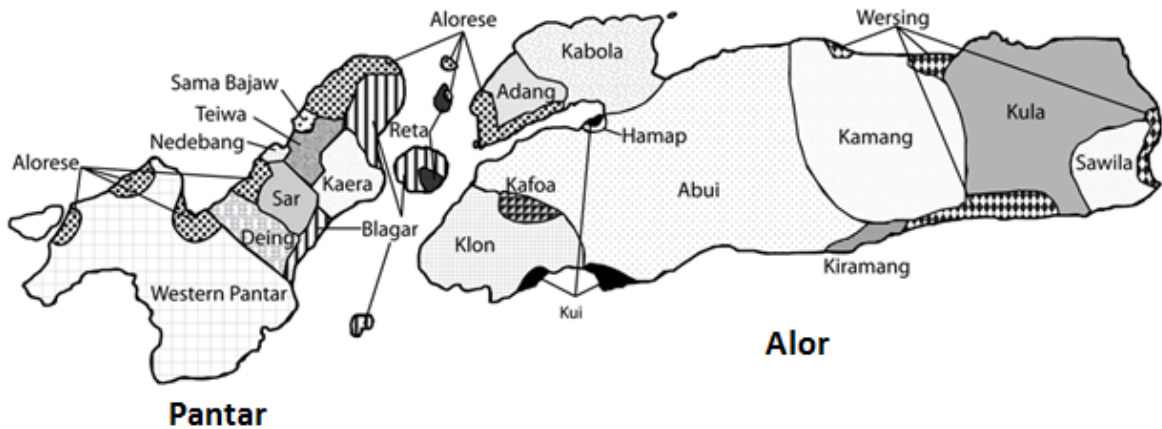 Alorese
Wersing
Kabola
Sama Bajaw
Adang
Teiwa
Kula
Reta
Nedebang
Hamap
Kamang
Alorese
Sawila
Kaera
Kafoa
Sar
Abui
Blagar
Deing
Klon
Kiramang
Western Pantar
Kui
Alor
Pantar